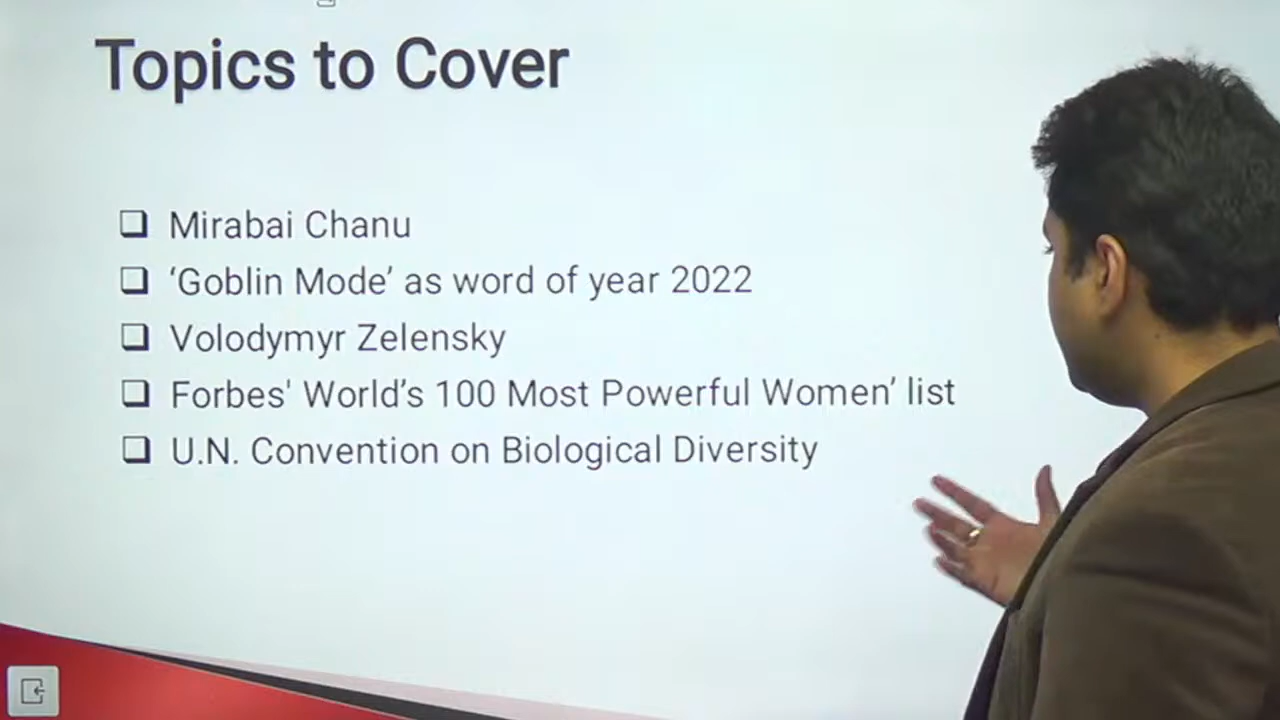 Topics to Cover
❑ Mirabai Chanu
❑ ‘Goblin Mode’ as word of year 2022
❑ Volodymyr Zelensky
❑ Forbes' World’s 100 Most Powerful Women’ list
❑ U.N. Convention on Biological Diversity